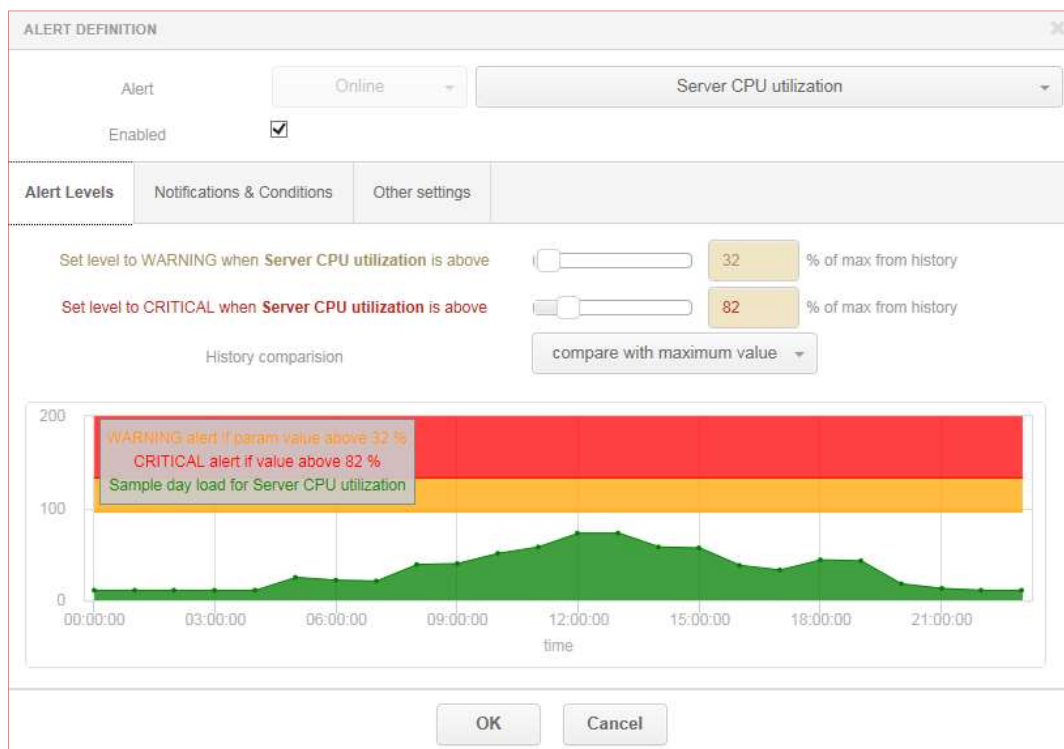 ALERT DEFINITION
Alert Online Server CPU utilization
Enabled
Alert Levels Notifications & Conditions Other settings
Set level to WARNING when Server CPU utilization is above 32 % of max from history
Set level to CRITICAL when Server CPU utilization is above 82 % of max from history
History comparision compare with maximum value
200
WARNING alert if param value above 32 %
CRITICAL alert if value above 82 %
Sample day load for Server CPU utilization
100
0
00:00:00 03:00:00 06:00:00 09:00:00 12:00:00 15:00:00 18:00:00 21:00:00
time
OK Cancel